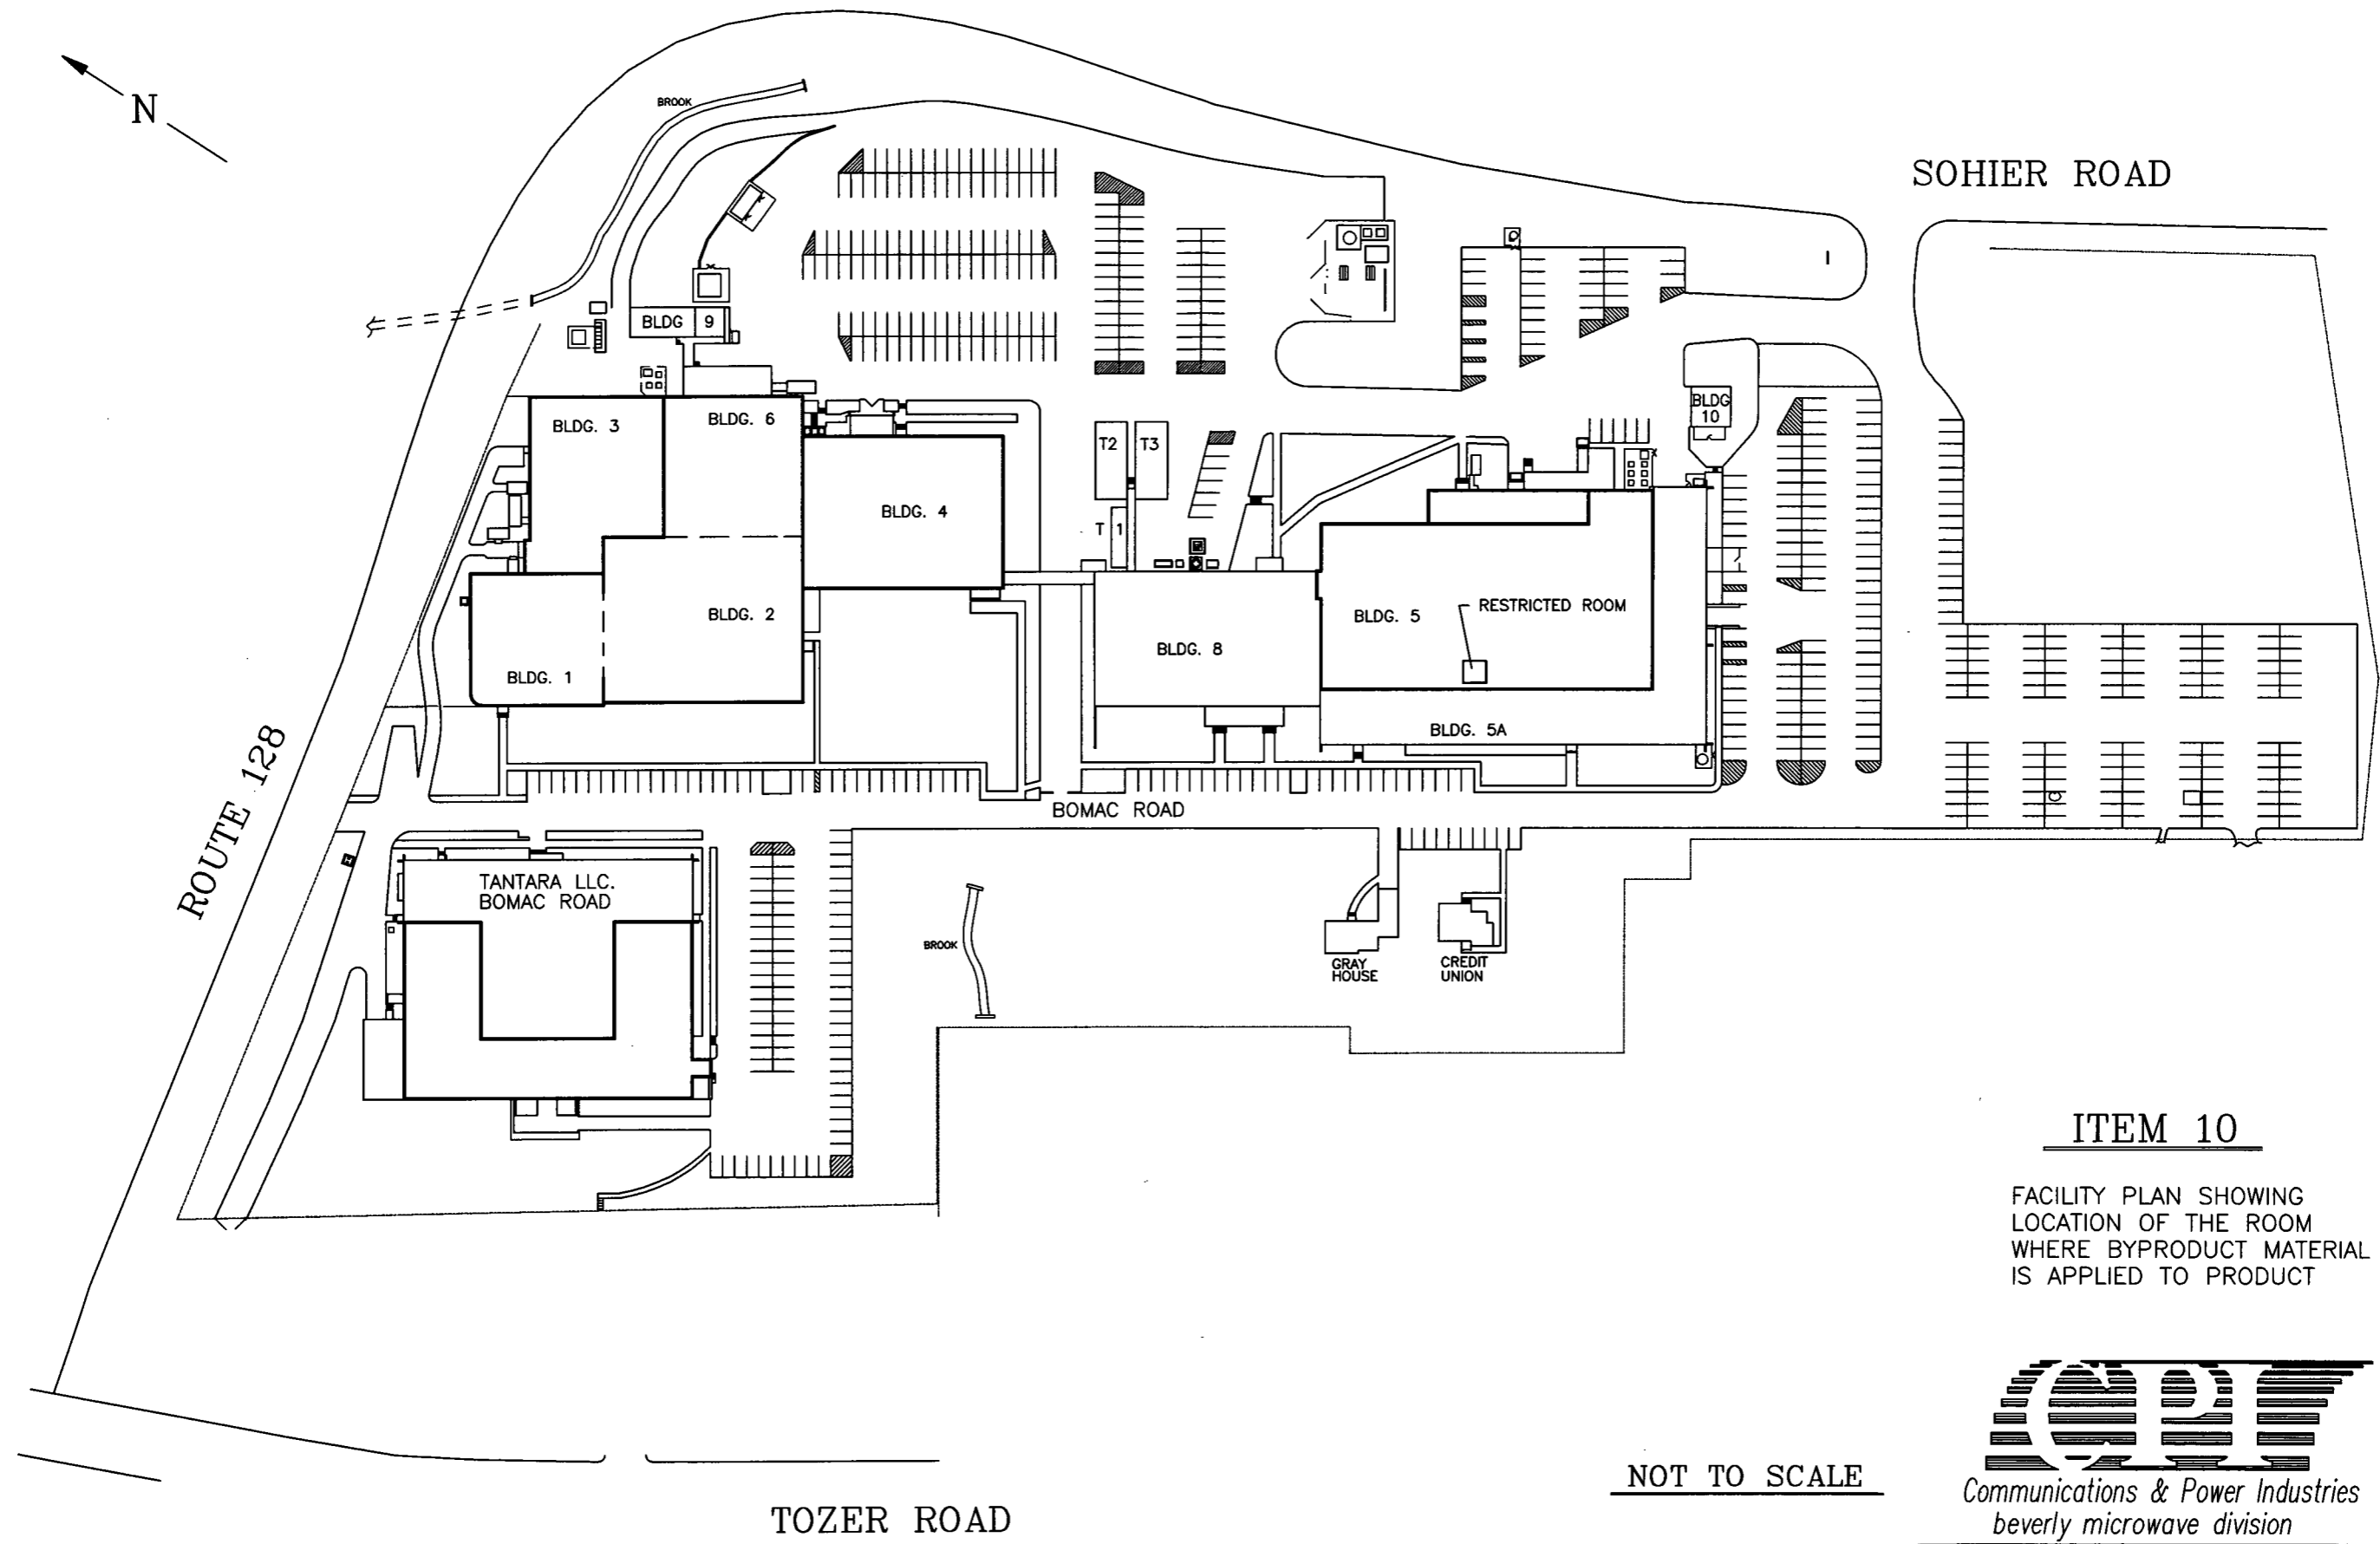 N
BROOK
SOHIER ROAD
BLDG 9
BLDG. 3
BLDG. 6
BLDG
10
T2
T3
BLDG. 4
T 1
BLDG. 5
RESTRICTED ROOM
BLDG. 2
BLDG. 8
BLDG. 1
BLDG. 5A
ROUTE 128
BOMAC ROAD
TANTARA LLC.
BOMAC ROAD
BROOK
GRAY
HOUSE
CREDIT
UNION
ITEM 10
FACILITY PLAN SHOWING
LOCATION OF THE ROOM
WHERE BYPRODUCT MATERIAL
IS APPLIED TO PRODUCT
NOT TO SCALE
CPI
Communications & Power Industries
beverly microwave division
TOZER ROAD